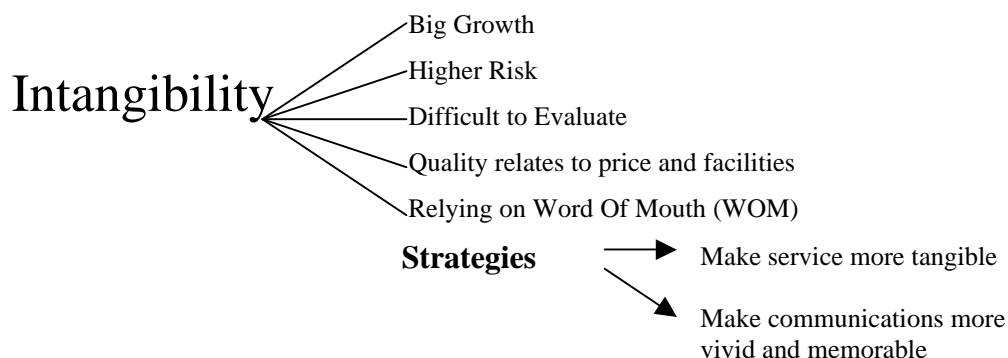 Big Growth
Higher Risk
Intangibility
Difficult to Evaluate
Quality relates to price and facilities
Relying on Word Of Mouth (WOM)
Strategies
Make service more tangible
Make communications more
vivid and memorable